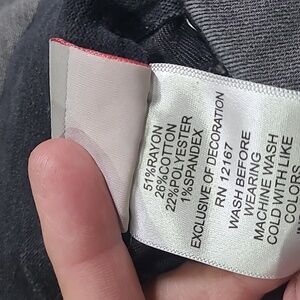 51%RAYON
26%COTTON
22%POLYESTER
1%SPANDEX
EXCLUSIVE OF DECORATION
RN 12167
WASH BEFORE
WEARING
MACHINE WASH
COLD WITH LIKE
COLORS